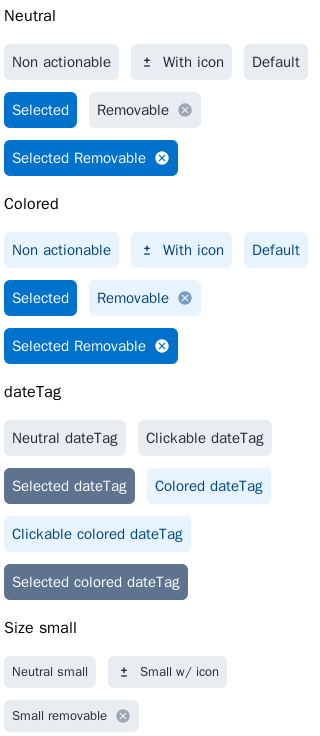 Neutral
Non actionable ± With icon Default
Selected Removable
Selected Removable
Colored
Non actionable ± With icon Default
Selected Removable
Selected Removable
dateTag
Neutral dateTag Clickable dateTag
Selected dateTag Colored dateTag
Clickable colored dateTag
Selected colored dateTag
Size small
Neutral small ± Small w/ icon
Small removable